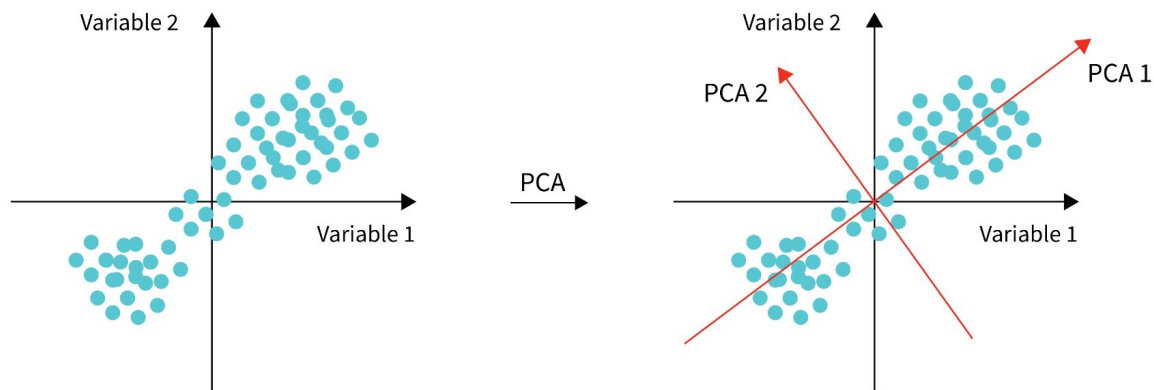 Variable 2
Variable 1
PCA
Variable 2
PCA 1
PCA 2
Variable 1